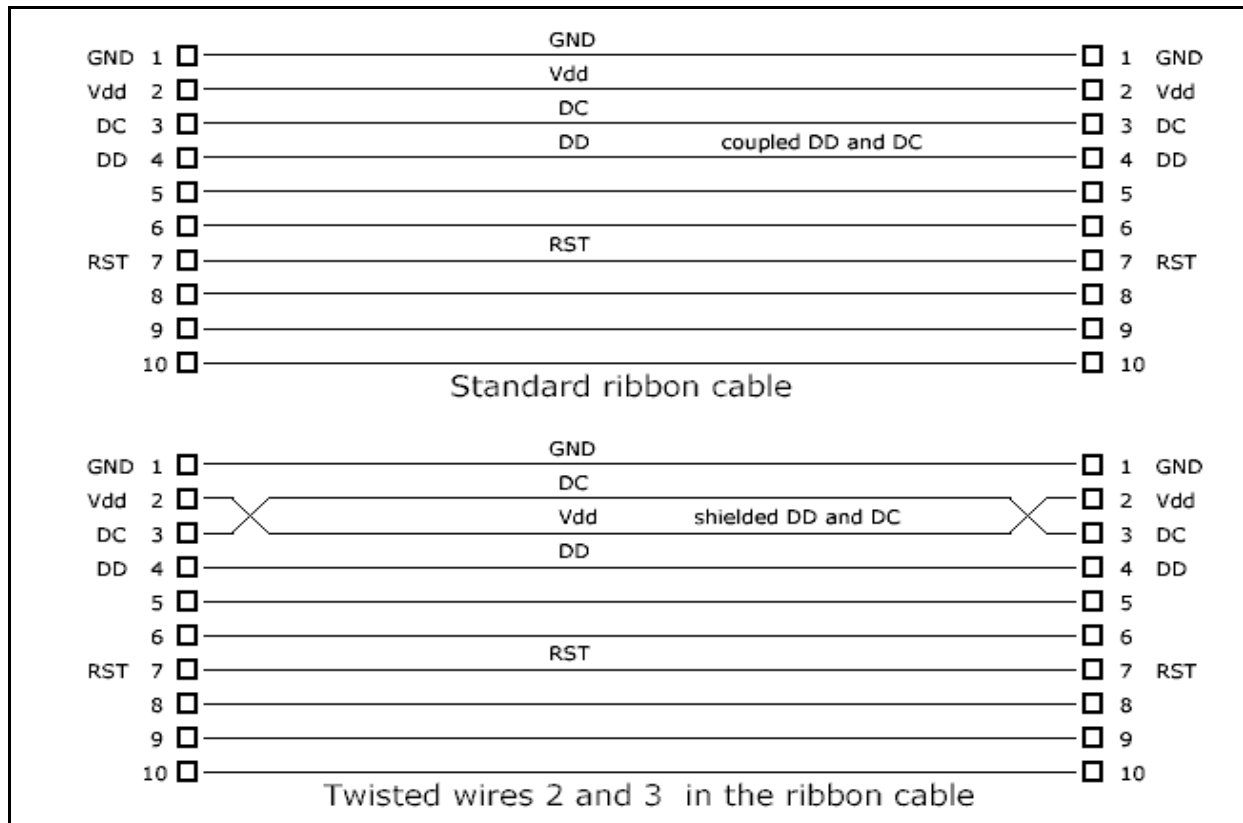 GND
GND 1 1 GND
Vdd
Vdd 2 2 Vdd
DC
DC 3 3 DC
DD coupled DD and DC
DD 4 4 DD
5 5
6 6
RST
RST 7 7 RST
8 8
9 9
10 10
Standard ribbon cable
GND
GND 1 1 GND
DC
Vdd 2 2 Vdd
Vdd shielded DD and DC
DC 3 3 DC
DD
DD 4 4 DD
5 5
6 6
RST
RST 7 7 RST
8 8
9 9
10 10
Twisted wires 2 and 3 in the ribbon cable